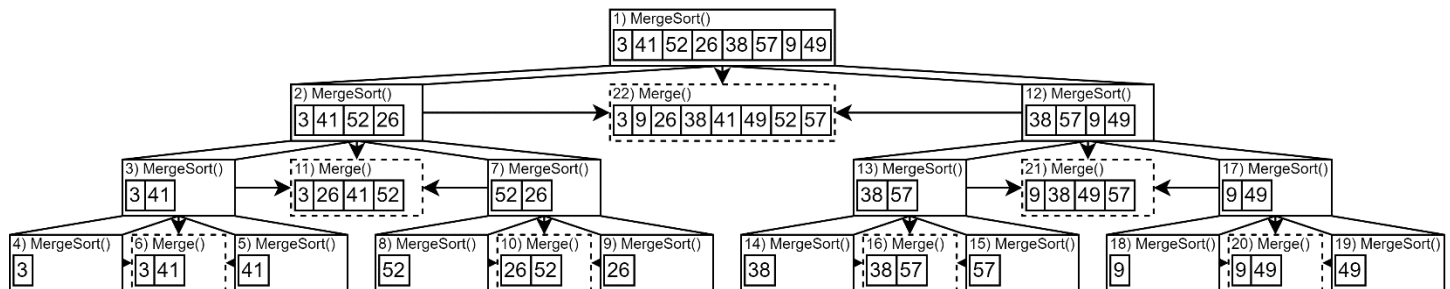 1) MergeSort()
3 41 52 26 38 57 9 49
2) MergeSort()
3 41 52 26
22) Merge()
3 9 26 38 41 49 52 57
12) MergeSort()
38 57 9 49
3) MergeSort()
3 41
11) Merge()
3 26 41 52
7) MergeSort()
52 26
13) MergeSort()
38 57
21) Merge()
9 38 49 57
17) MergeSort()
9 49
4) MergeSort()
3
6) Merge()
3 41
5) MergeSort()
41
8) MergeSort()
52
10) Merge()
26 52
9) MergeSort()
26
14) MergeSort()
38
16) Merge()
38 57
15) MergeSort()
57
18) MergeSort()
9
20) Merge()
9 49
19) MergeSort()
49